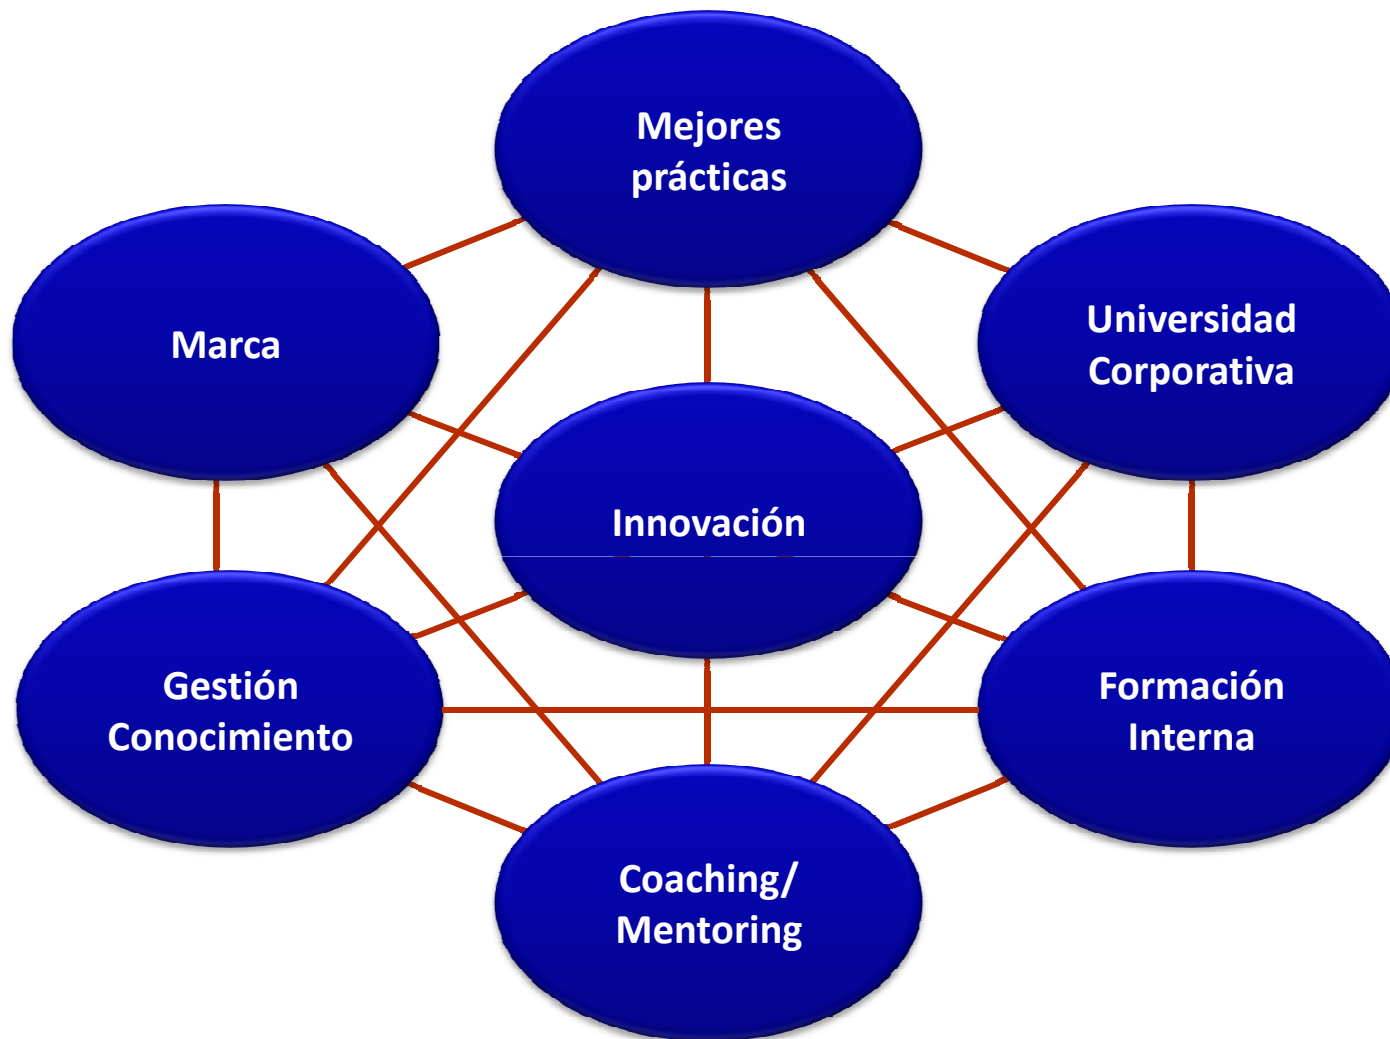 Mejores
prácticas
Marca
Universidad
Corporativa
Innovación
Gestión
Conocimiento
Formación
Interna
Coaching/
Mentoring